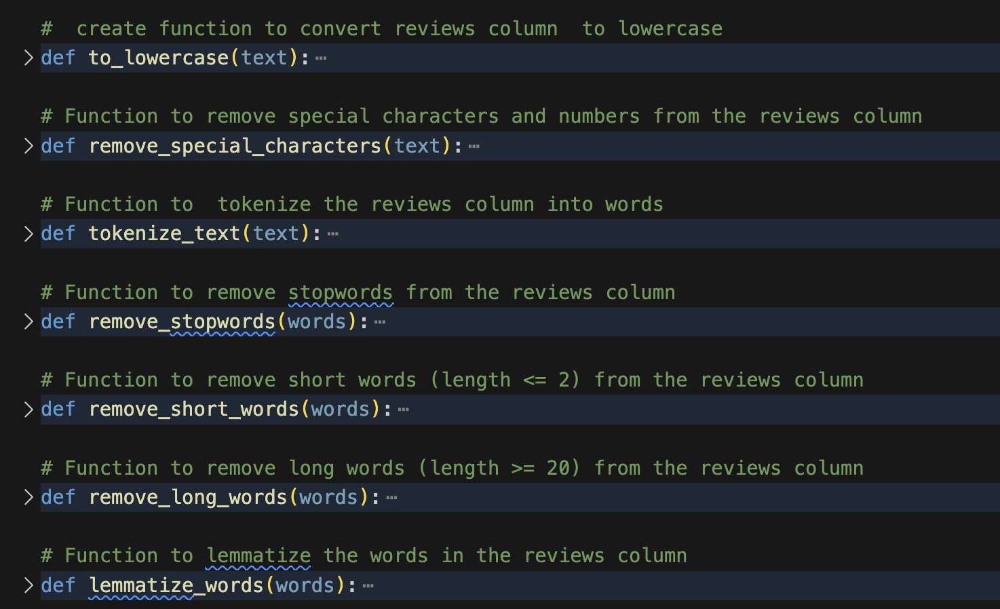 #  create function to convert reviews column  to lowercase
def to_lowercase(text):⋯
# Function to remove special characters and numbers from the reviews column
def remove_special_characters(text):⋯
# Function to  tokenize the reviews column into words
def tokenize_text(text):⋯
# Function to remove stopwords from the reviews column
def remove_stopwords(words):⋯
# Function to remove short words (length <= 2) from the reviews column
def remove_short_words(words):⋯
# Function to remove long words (length >= 20) from the reviews column
def remove_long_words(words):⋯
# Function to lemmatize the words in the reviews column
def lemmatize_words(words):⋯